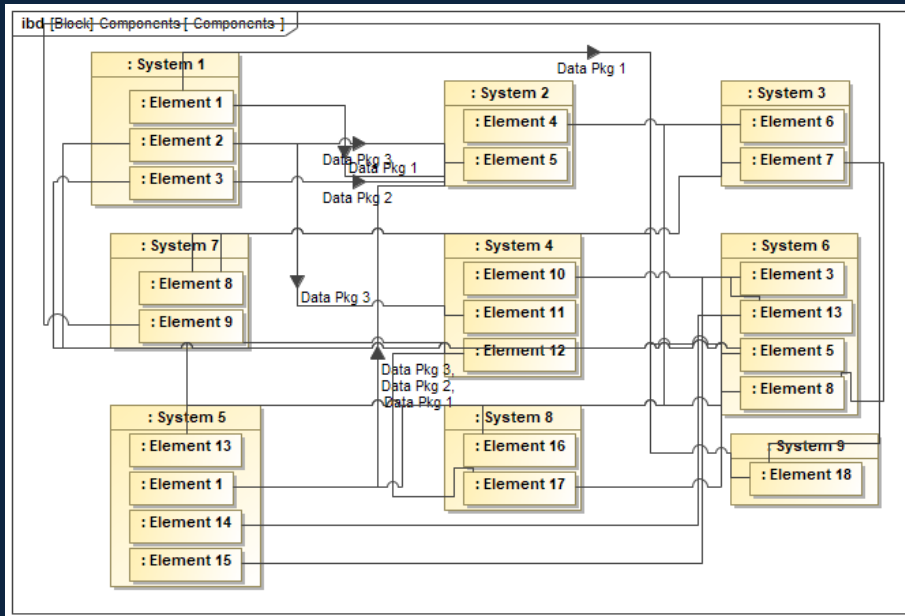 ibd [Block] Components [ Components ]
: System 1
: Element 1
: Element 2
: Element 3
Data Pkg 1
: System 2
: Element 4
: Element 5
: System 3
: Element 6
: Element 7
Data Pkg 3
Data Pkg 1
Data Pkg 2
: System 7
: Element 8
: Element 9
Data Pkg 3
: System 4
: Element 10
: Element 11
: Element 12
: System 6
: Element 3
: Element 13
: Element 5
: Element 8
Data Pkg 3,
Data Pkg 2,
Data Pkg 1
: System 5
: Element 13
: Element 1
: Element 14
: Element 15
: System 8
: Element 16
: Element 17
: System 9
: Element 18